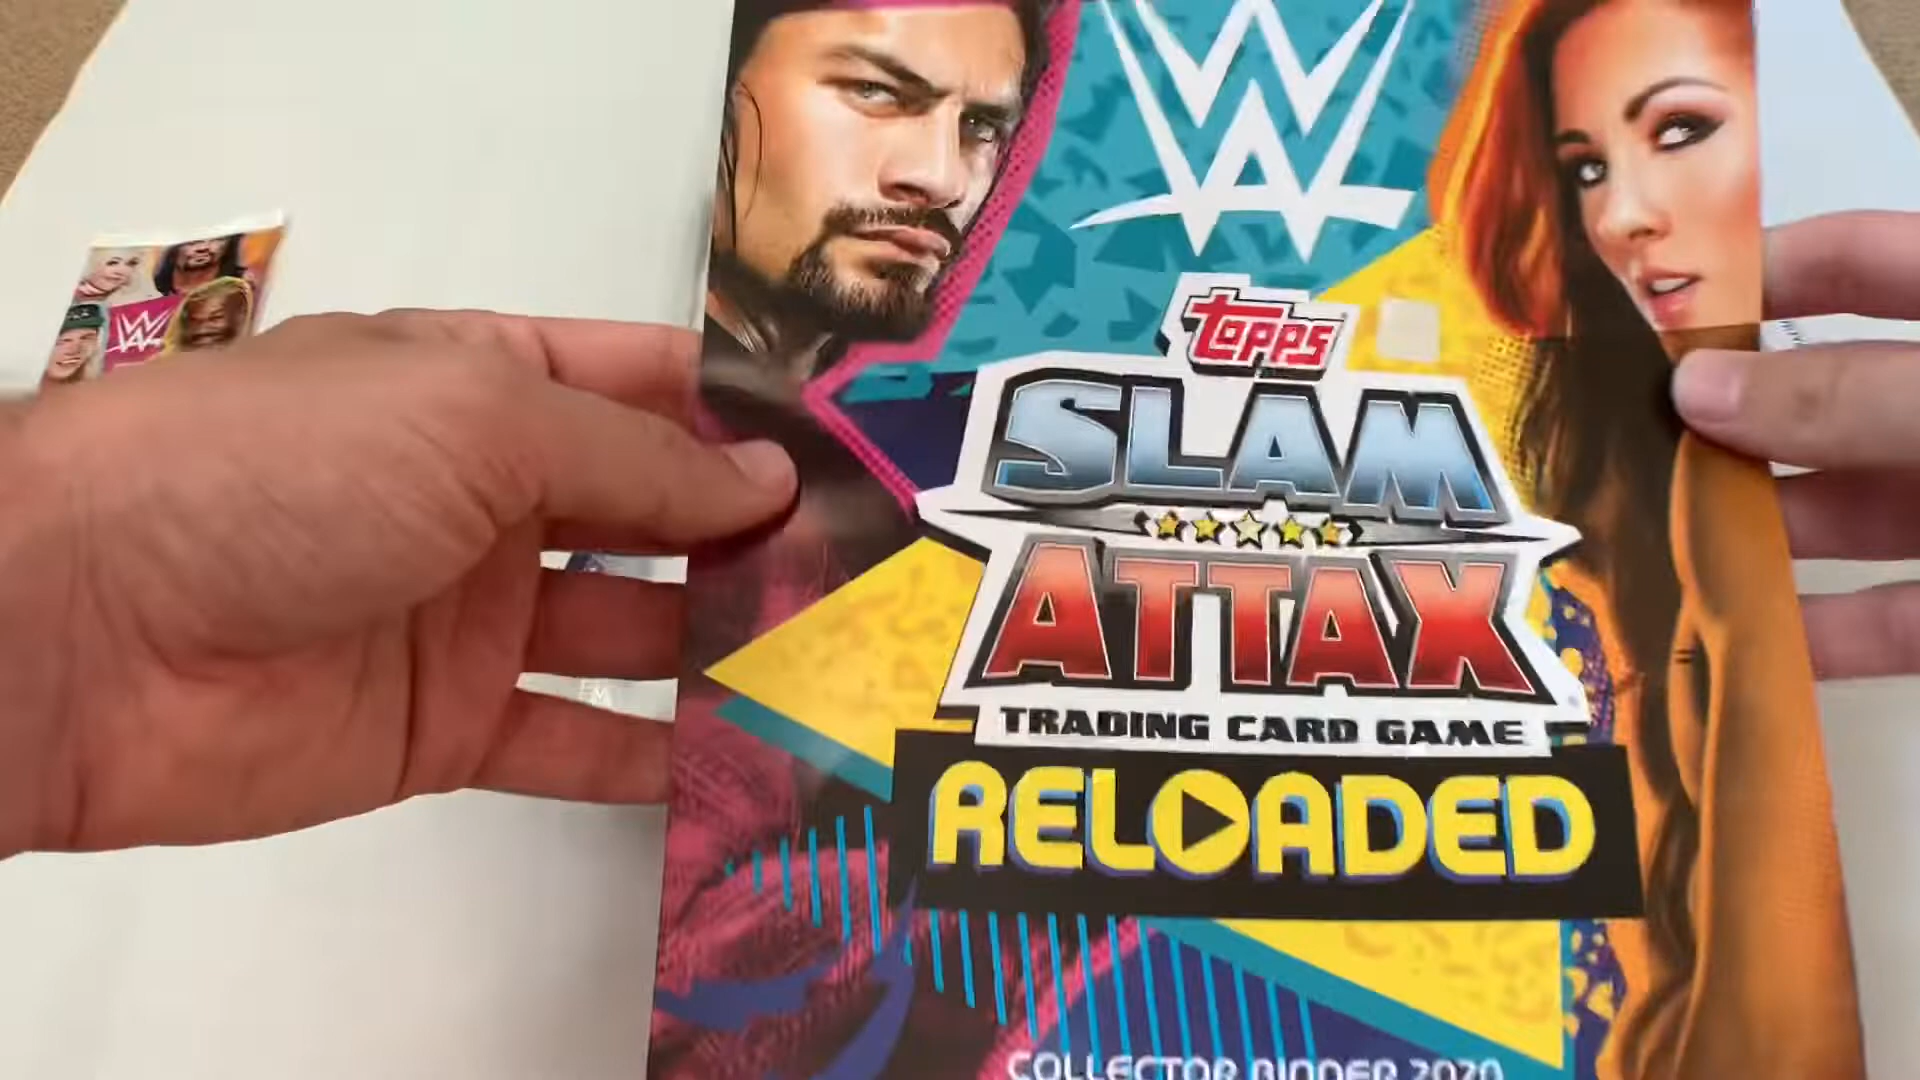 W
TOPPS
SLAM
ATTAX
TRADING CARD GAME
RELOADED
COLLECTOR BINDER 2020
W